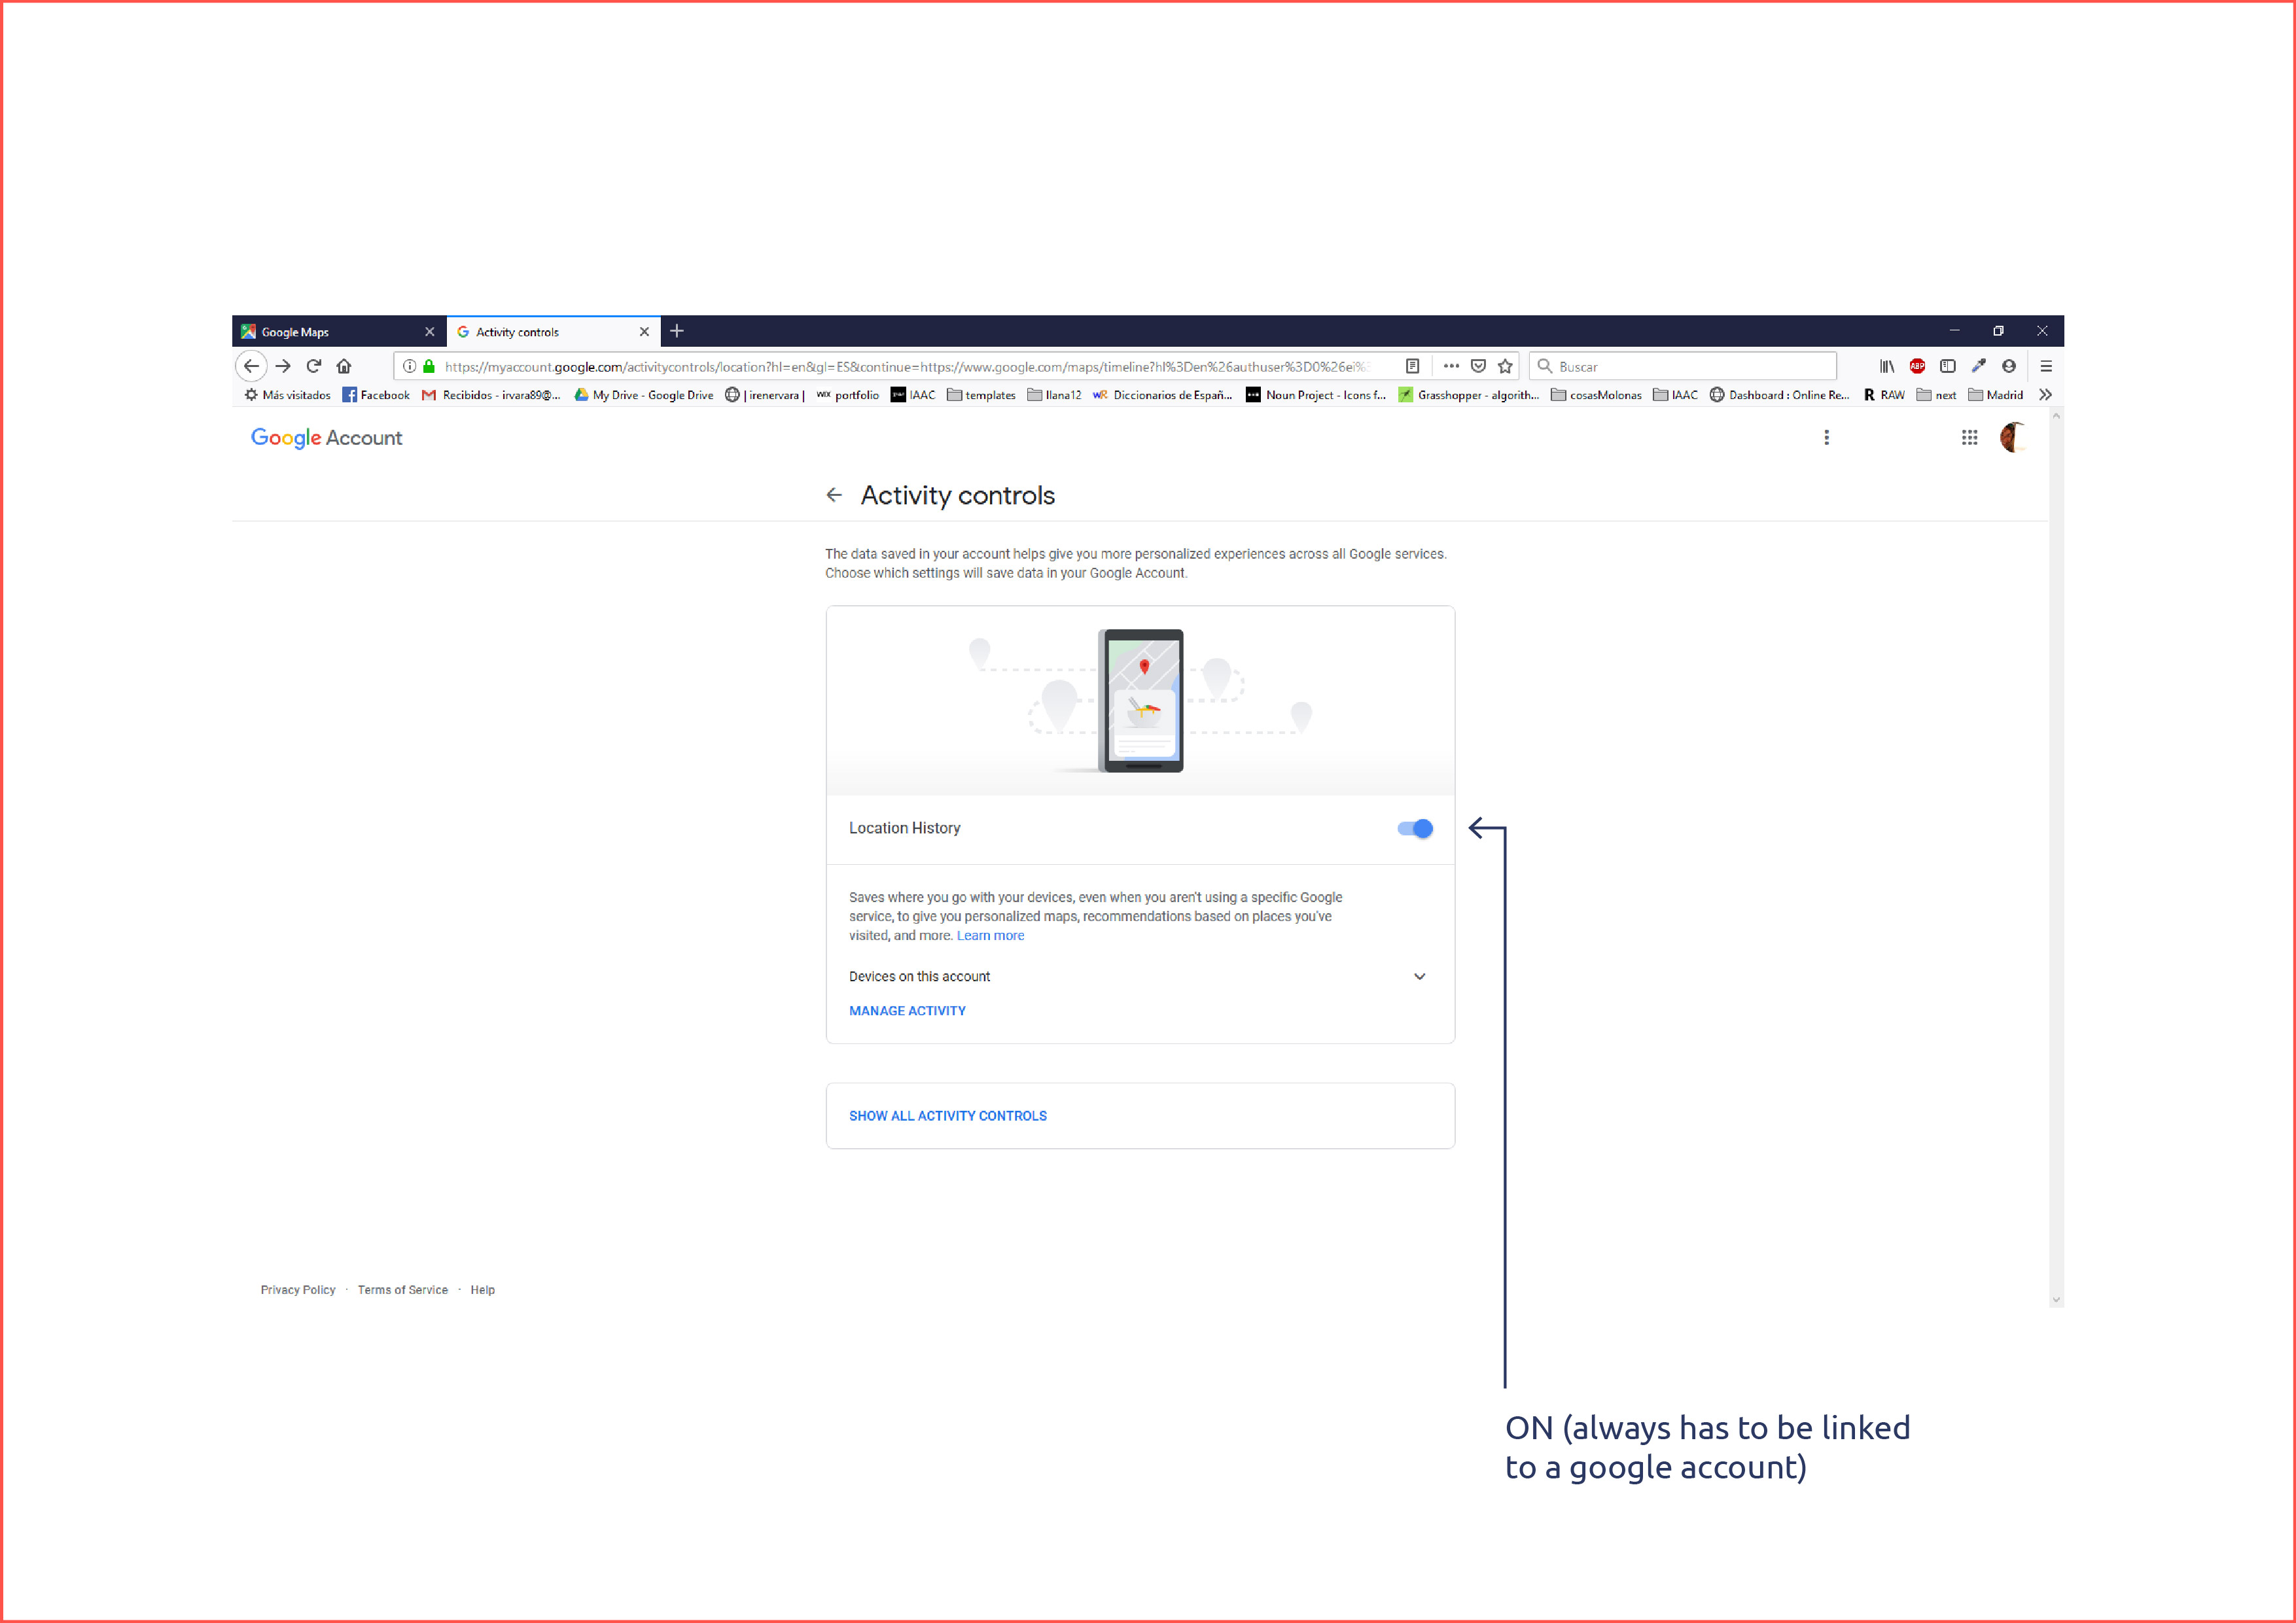 Google Maps
Activity controls
https://myaccount.google.com/activitycontrols/location?hl=en&gl=ES&continue=https://www.google.com/maps/timeline?hl%3Den%26authuser%3D0%26ei%
Buscar
ABP
Más visitados Facebook Recibidos - irvara89@... My Drive - Google Drive | irenervara | WIX portfolio IAAC templates Ilana12 WR Diccionarios de Españ... Noun Project - Icons f... Grasshopper - algorith... cosasMolonas IAAC Dashboard : Online Re... R RAW next Madrid
Google Account
Activity controls
The data saved in your account helps give you more personalized experiences across all Google services.
Choose which settings will save data in your Google Account.
Location History
Saves where you go with your devices, even when you aren't using a specific Google
service, to give you personalized maps, recommendations based on places you've
visited, and more. Learn more
Devices on this account
MANAGE ACTIVITY
SHOW ALL ACTIVITY CONTROLS
Privacy Policy · Terms of Service · Help
ON (always has to be linked
to a google account)